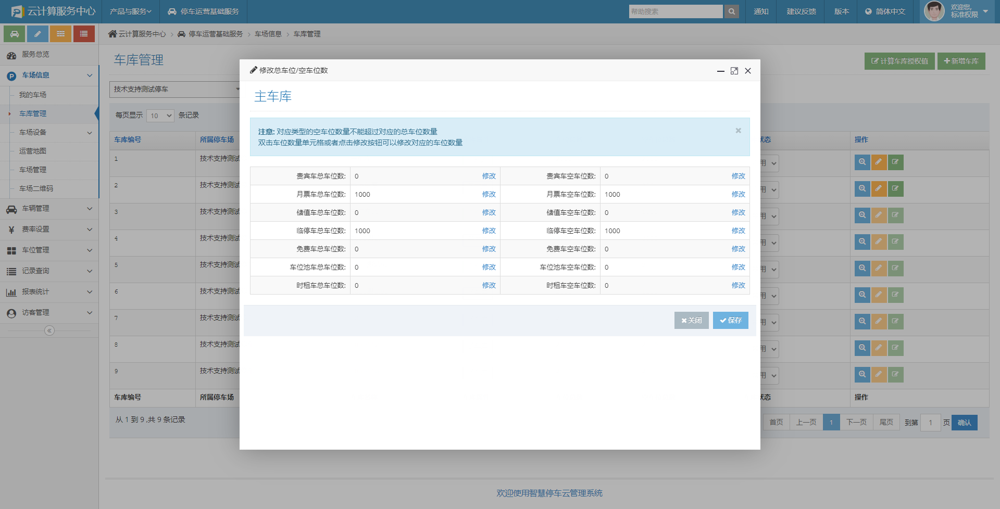 云计算服务中心
产品与服务
停车运营基础服务
帮助搜索
通知
建议反馈
版本
简体中文
欢迎您,
标准权限
云计算服务中心 > 停车运营基础服务 > 车场信息 > 车库管理
服务总览
车场信息
我的车场
车库管理
车场设备
运营地图
车场管理
车场二维码
车辆管理
费率设置
车位管理
记录查询
报表统计
访客管理
车库管理
计算车库授权值
新增车库
技术支持测试停车
每页显示 10 条记录
车库编号 所属停车场 状态 操作
1 技术支持测试 用
2 技术支持测试 用
3 技术支持测试 用
4 技术支持测试 用
5 技术支持测试 用
6 技术支持测试 用
7 技术支持测试 用
8 技术支持测试 用
9 技术支持测试 用
车库编号 所属停车场 状态 操作
从 1 到 9 ,共 9 条记录
首页 上一页 1 下一页 尾页 到第 1 页 确认
修改总车位/空车位数
主车库
注意: 对应类型的空车位数量不能超过对应的总车位数量
双击车位数量单元格或者点击修改按钮可以修改对应的车位数量
贵宾车总车位数: 0 修改 贵宾车空车位数: 0 修改
月票车总车位数: 1000 修改 月票车空车位数: 1000 修改
储值车总车位数: 0 修改 储值车空车位数: 0 修改
临停车总车位数: 1000 修改 临停车空车位数: 1000 修改
免费车总车位数: 0 修改 免费车空车位数: 0 修改
车位池车总车位数: 0 修改 车位池车空车位数: 0 修改
时租车总车位数: 0 修改 时租车空车位数: 0 修改
关闭
保存
欢迎使用智慧停车云管理系统